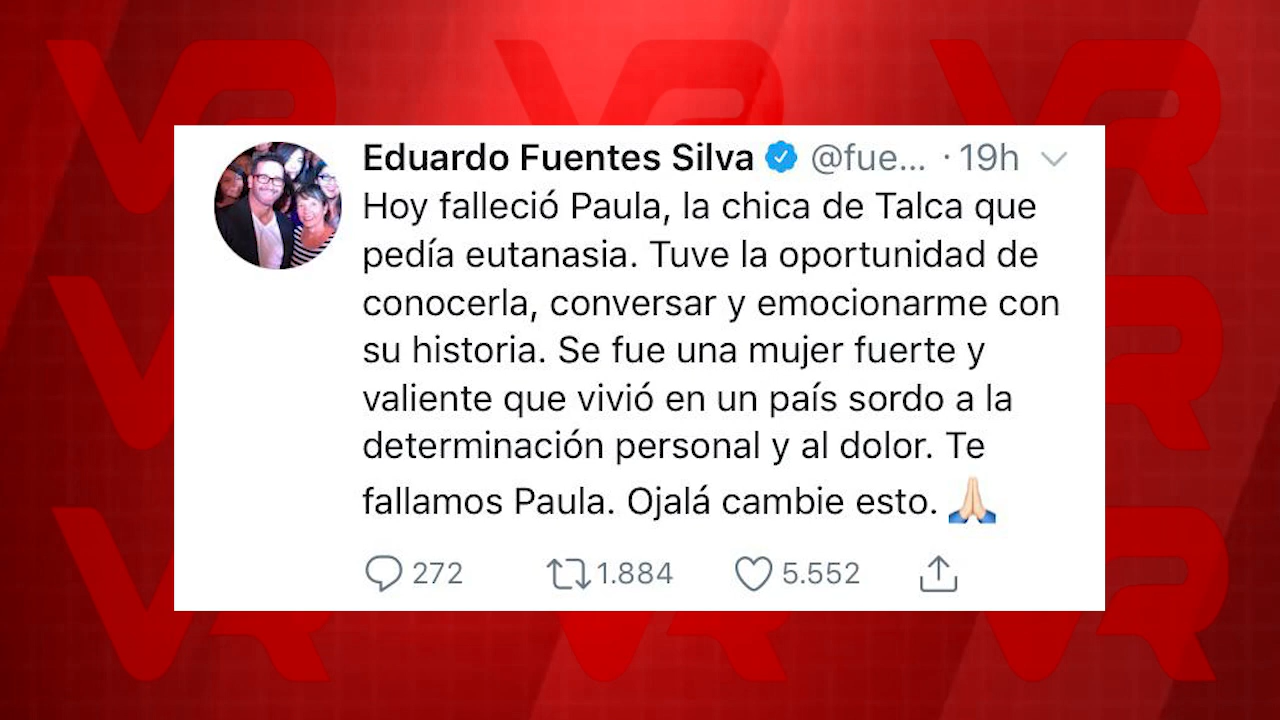 Eduardo Fuentes Silva @fue... · 19h
Hoy falleció Paula, la chica de Talca que
pedía eutanasia. Tuve la oportunidad de
conocerla, conversar y emocionarme con
su historia. Se fue una mujer fuerte y
valiente que vivió en un país sordo a la
determinación personal y al dolor. Te
fallamos Paula. Ojalá cambie esto. 🙏🏻
272 1.884 5.552